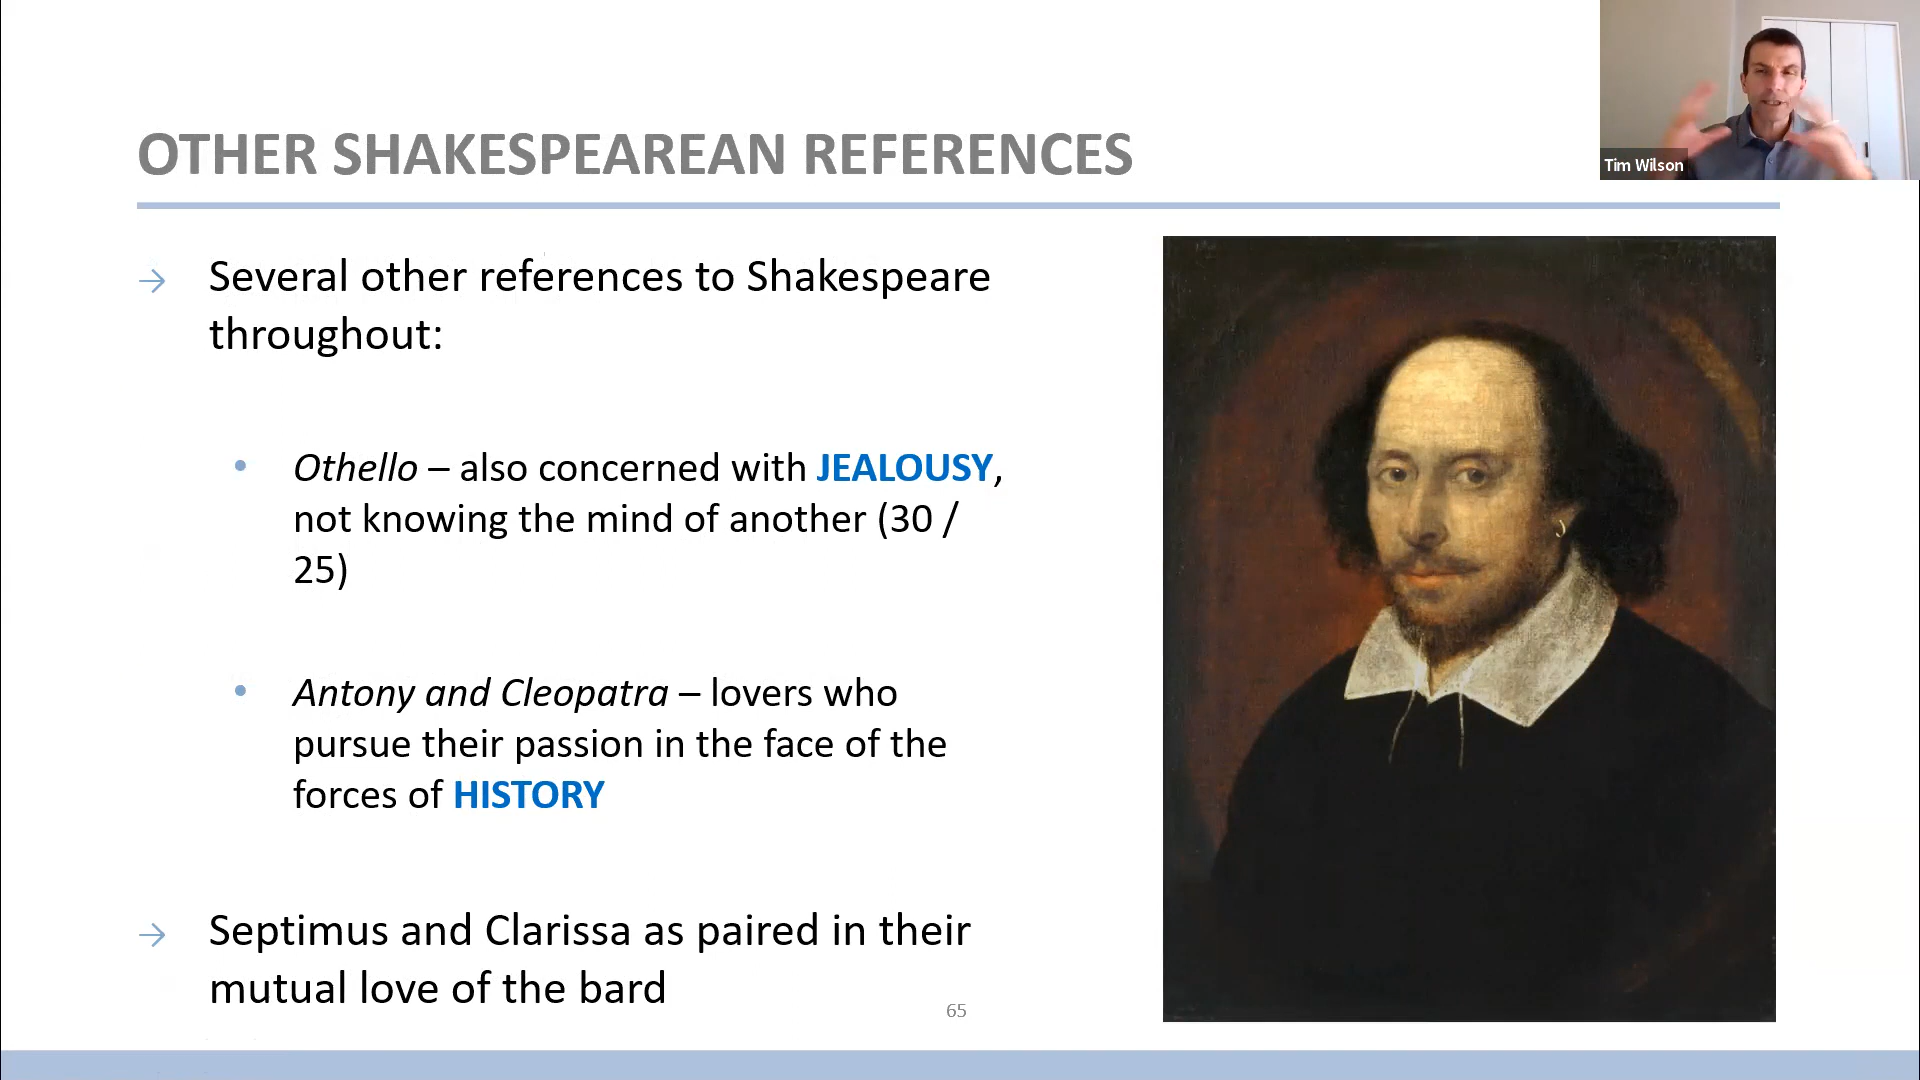 OTHER SHAKESPEAREAN REFERENCES
Tim Wilson
→ Several other references to Shakespeare
throughout:
• Othello – also concerned with JEALOUSY,
not knowing the mind of another (30 /
25)
• Antony and Cleopatra – lovers who
pursue their passion in the face of the
forces of HISTORY
→ Septimus and Clarissa as paired in their
mutual love of the bard
65